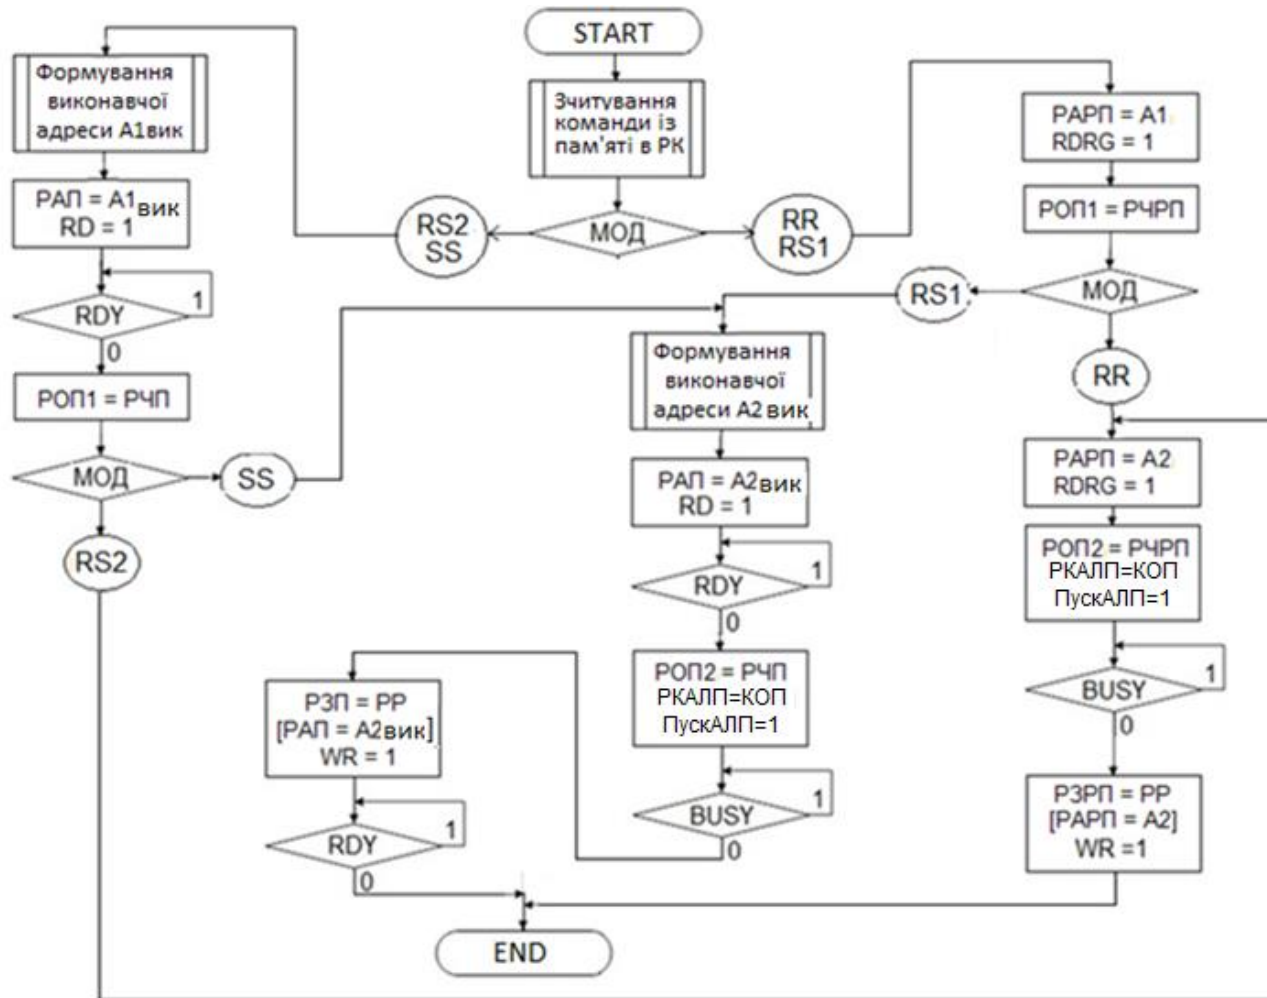 START
Зчитування
команди із
пам'яті в РК
МОД
RS2
SS
RR
RS1
Формування
виконавчої
адреси А1вик
РАП = А1вик
RD = 1
RDY
1
0
РОП1 = РЧП
МОД
SS
RS2
РАРП = А1
RDRG = 1
РОП1 = РЧРП
МОД
RS1
RR
Формування
виконавчої
адреси А2вик
РАП = А2вик
RD = 1
RDY
1
0
РОП2 = РЧП
РКАЛП=КОП
ПускАЛП=1
BUSY
1
0
РЗП = РР
[РАП = А2вик]
WR = 1
RDY
1
0
РАРП = А2
RDRG = 1
РОП2 = РЧРП
РКАЛП=КОП
ПускАЛП=1
BUSY
1
0
РЗРП = РР
[РАРП = А2]
WR =1
END